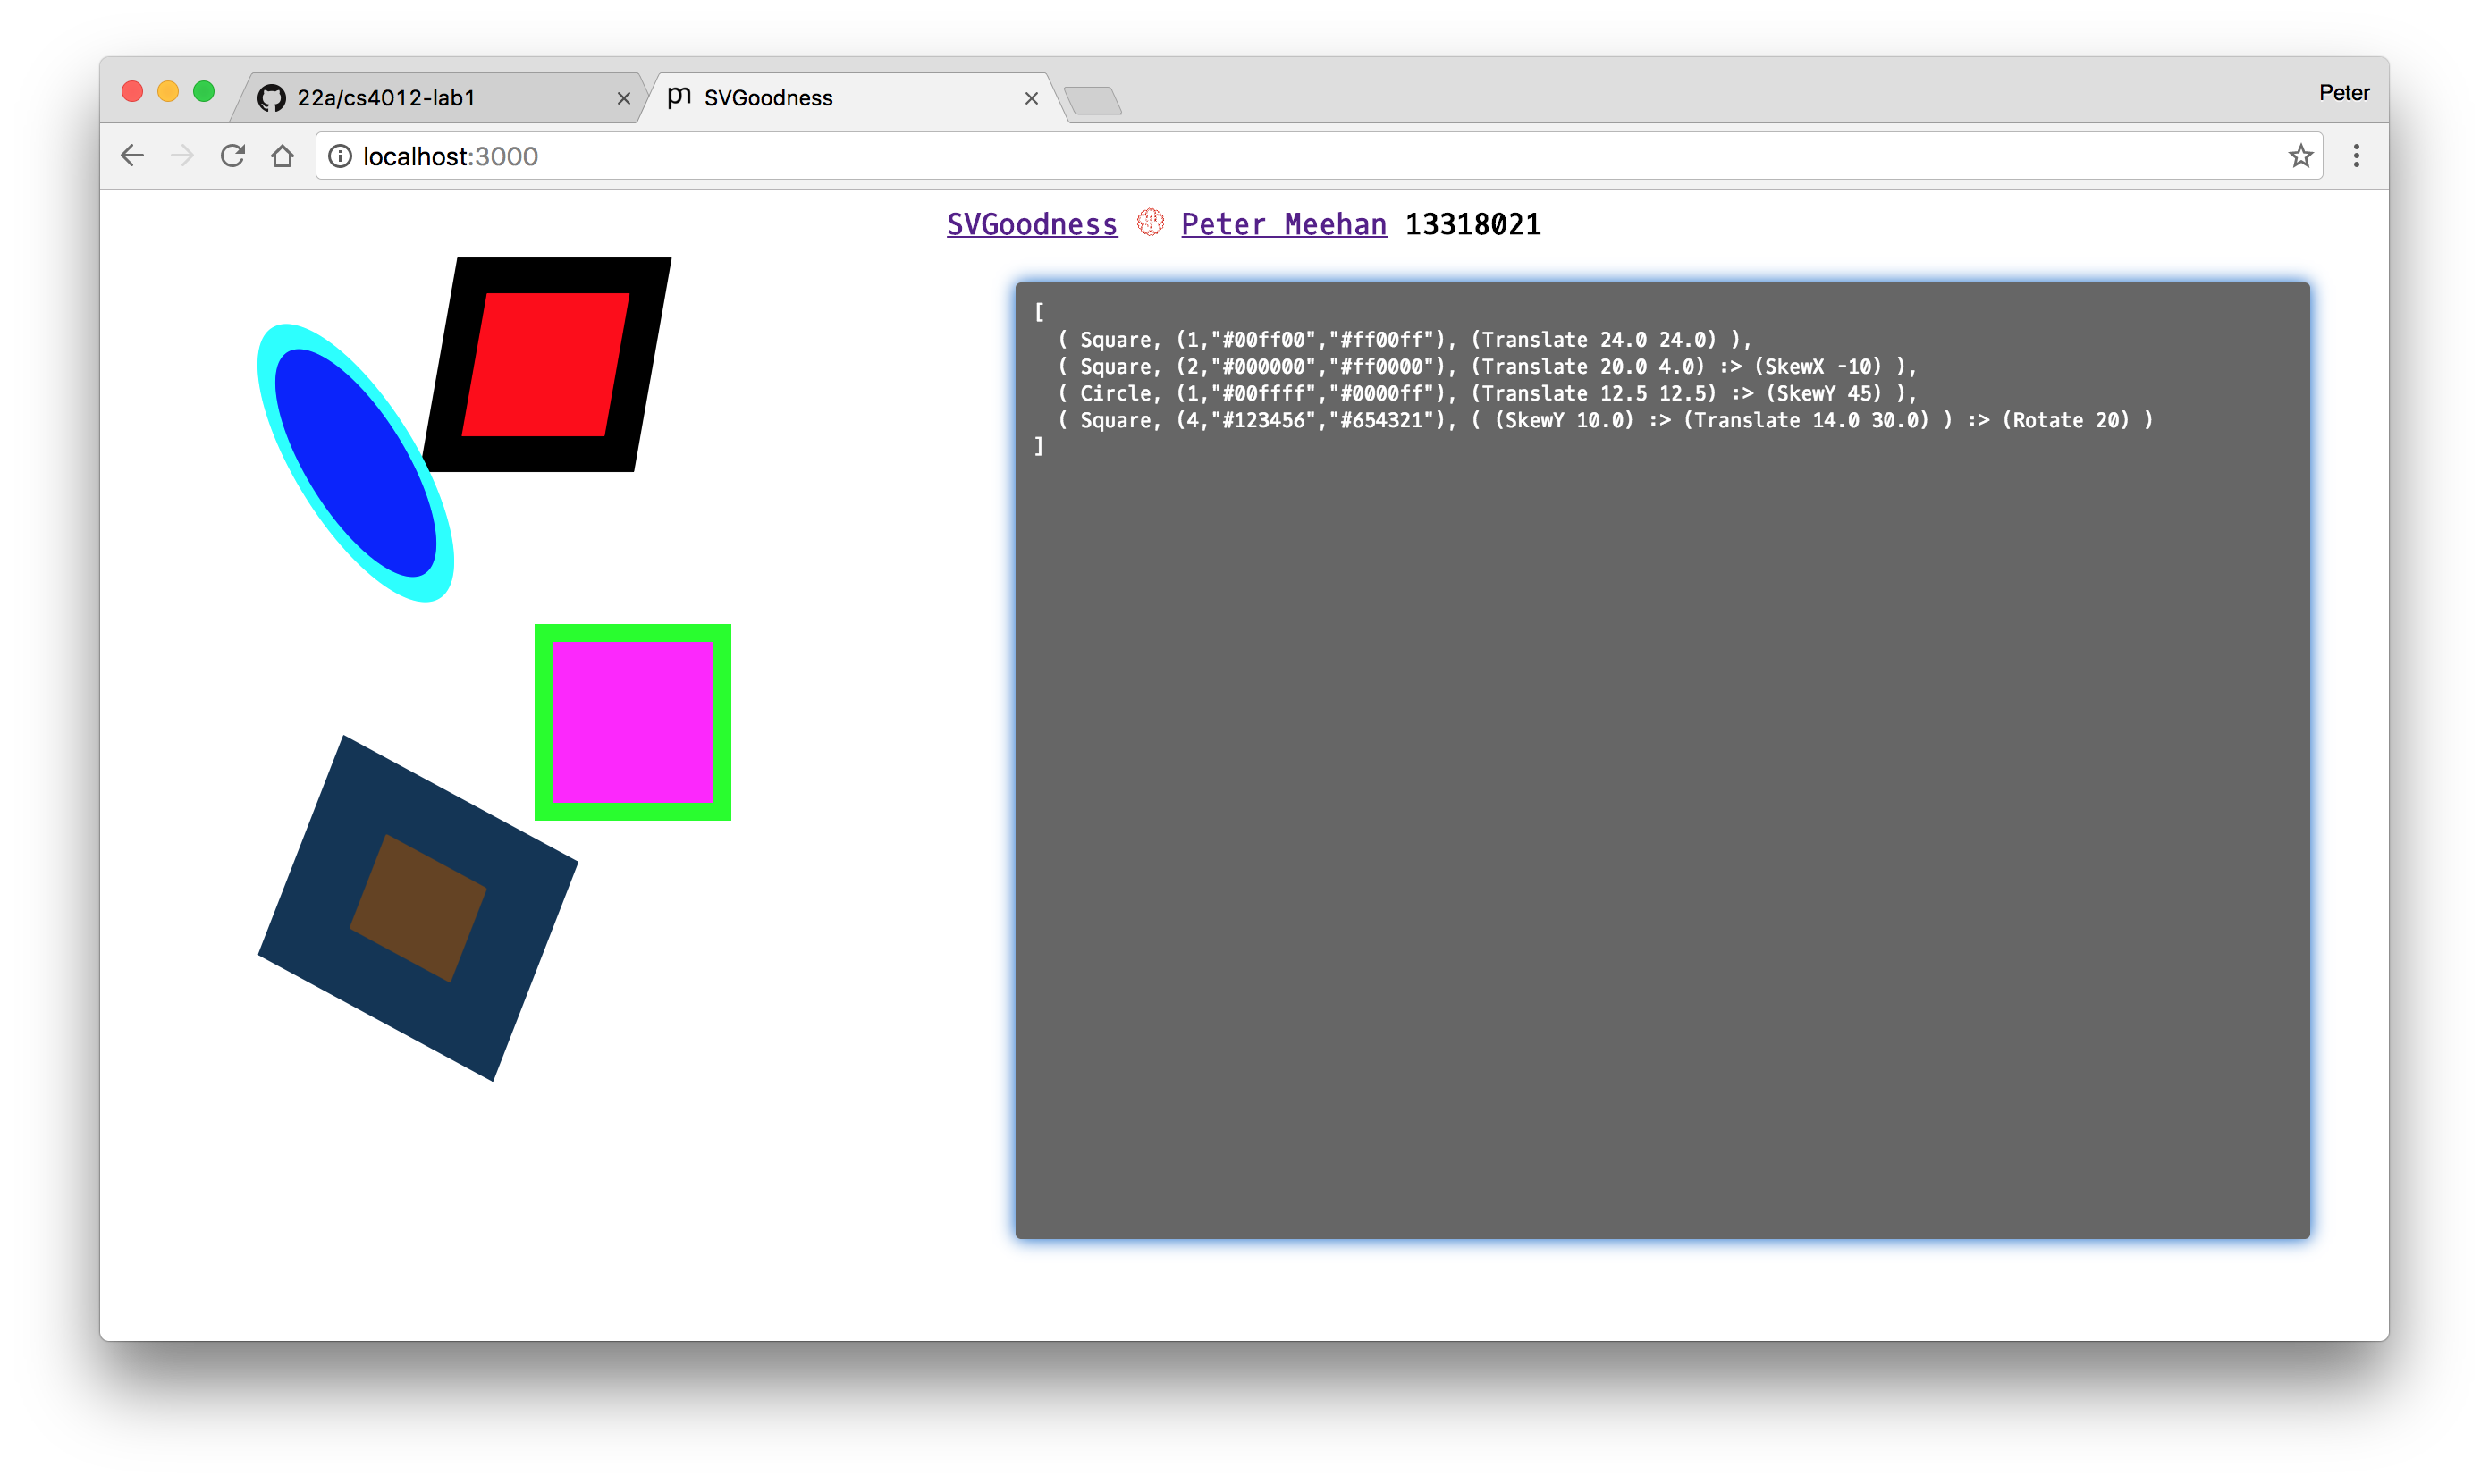 22a/cs4012-lab1
SVGoodness
Peter
localhost:3000
SVGoodness Peter Meehan 13318021
[
( Square, (1,"#00ff00","#ff00ff"), (Translate 24.0 24.0) ),
( Square, (2,"#000000","#ff0000"), (Translate 20.0 4.0) :> (SkewX -10) ),
( Circle, (1,"#00ffff","#0000ff"), (Translate 12.5 12.5) :> (SkewY 45) ),
( Square, (4,"#123456","#654321"), ( (SkewY 10.0) :> (Translate 14.0 30.0) ) :> (Rotate 20) )
]